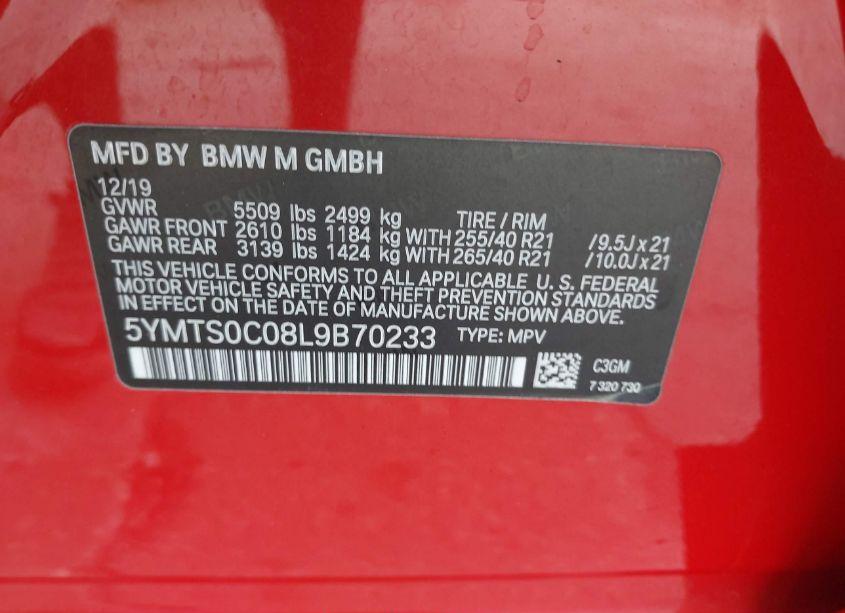 MFD BY BMW M GMBH
12/19
GVWR 5509 lbs 2499 kg TIRE / RIM
GAWR FRONT 2610 lbs 1184 kg WITH 255/40 R21 /9.5J x 21
GAWR REAR 3139 lbs 1424 kg WITH 265/40 R21 /10.0J x 21
THIS VEHICLE CONFORMS TO ALL APPLICABLE U. S. FEDERAL
MOTOR VEHICLE SAFETY AND THEFT PREVENTION STANDARDS
IN EFFECT ON THE DATE OF MANUFACTURE SHOWN ABOVE.
5YMTS0C08L9B70233 TYPE: MPV
C3GM
7 320 730